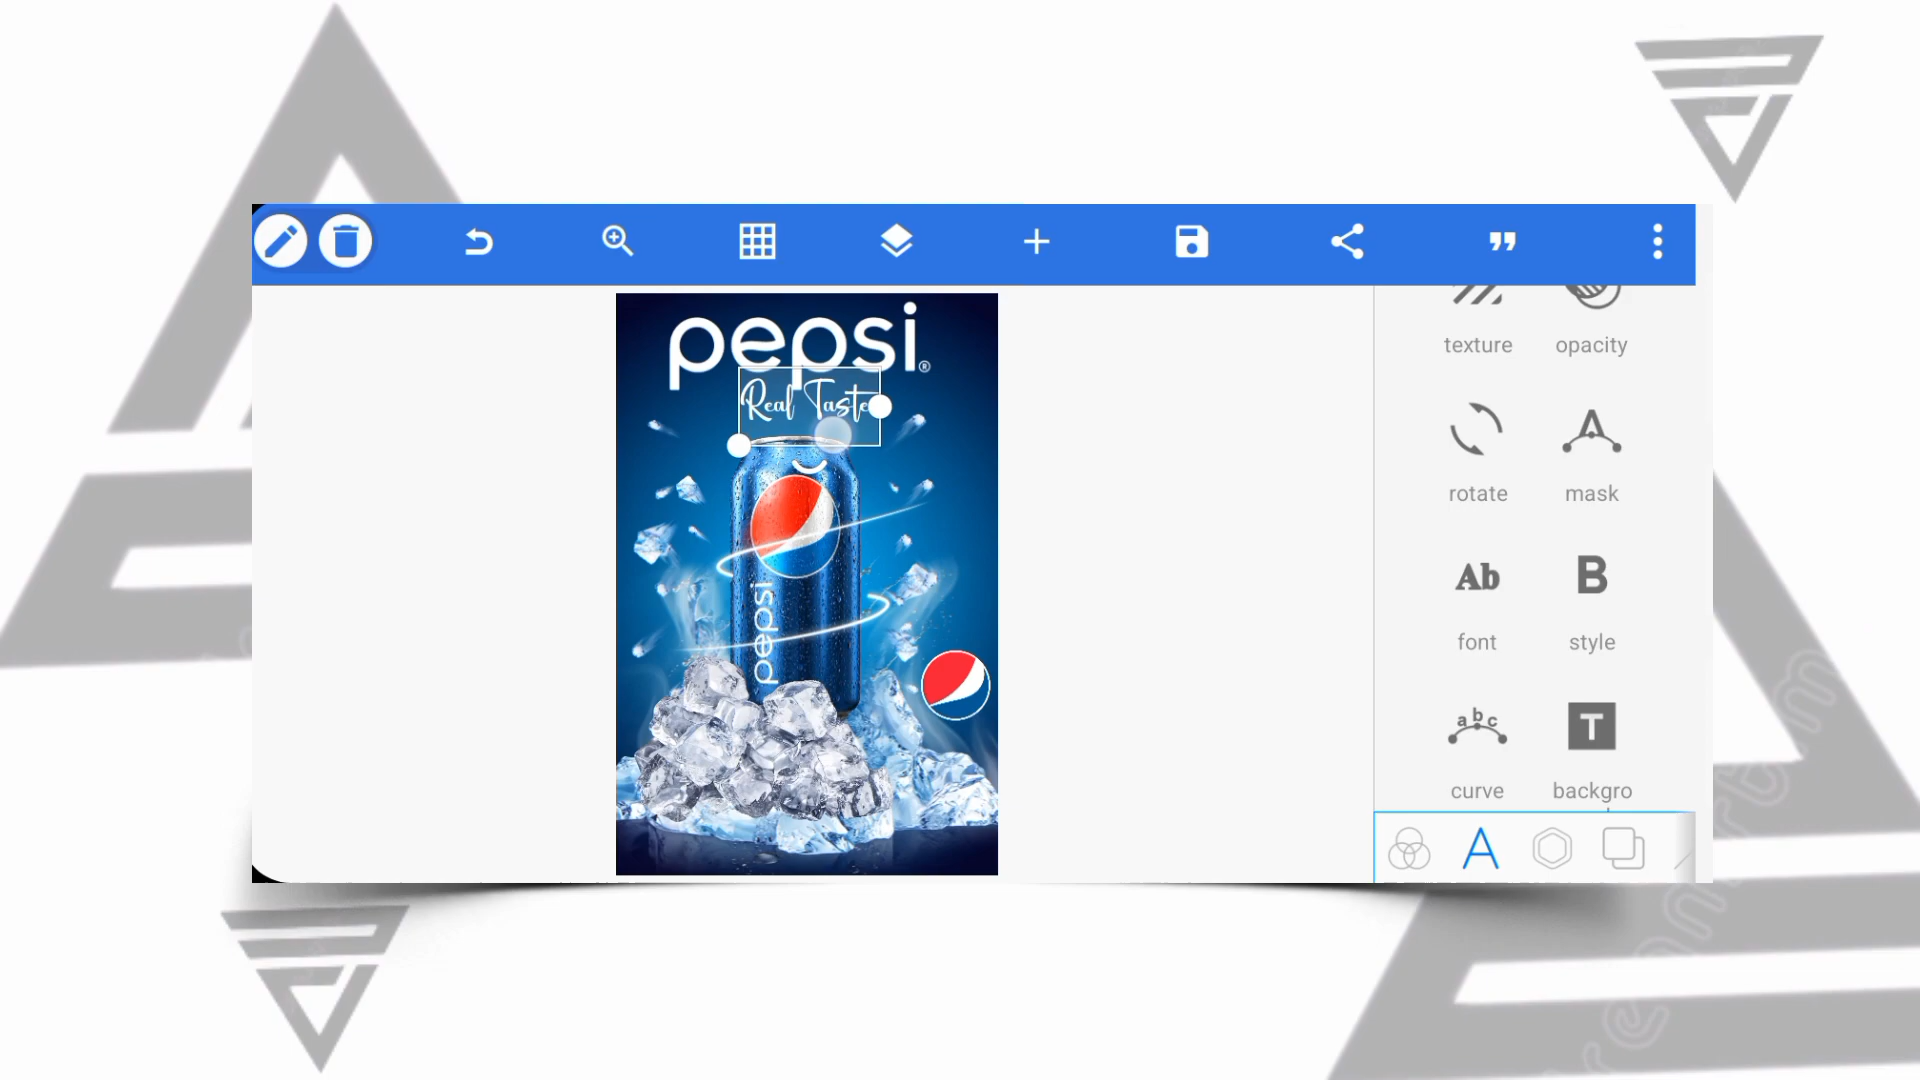 pepsi®
Real Taste
pepsi
texture
opacity
rotate
mask
Ab
B
font
style
abc
T
curve
backgro
A